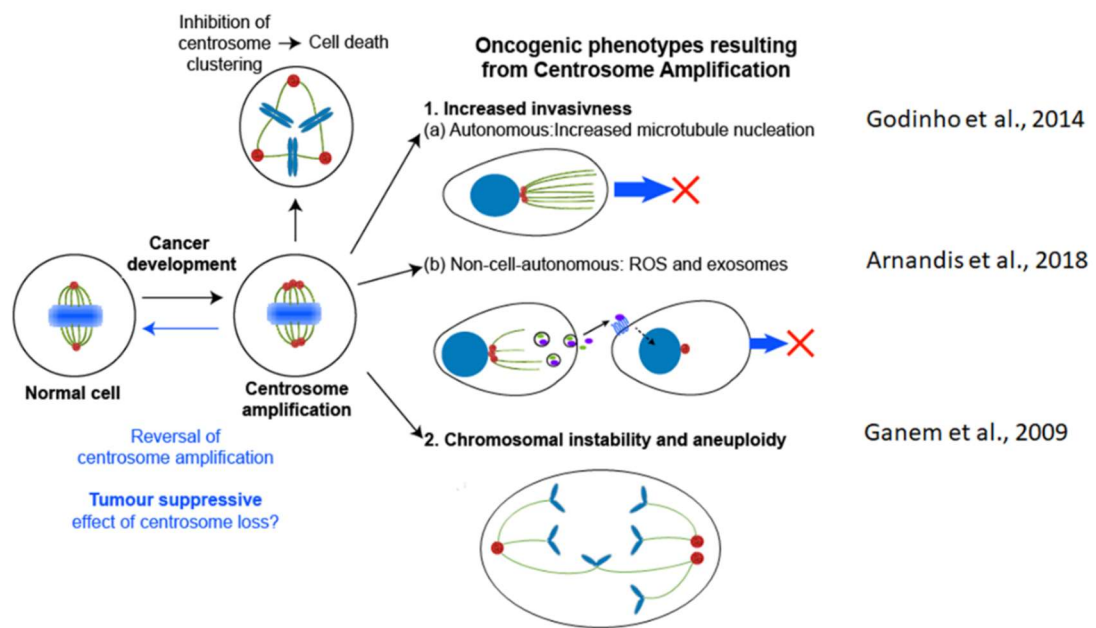 Inhibition of
centrosome → Cell death
clustering
Oncogenic phenotypes resulting
from Centrosome Amplification
1. Increased invasivness
(a) Autonomous:Increased microtubule nucleation
Godinho et al., 2014
Cancer
development
(b) Non-cell-autonomous: ROS and exosomes
Arnandis et al., 2018
Normal cell
Centrosome
amplification
Reversal of
centrosome amplification
Tumour suppressive
effect of centrosome loss?
2. Chromosomal instability and aneuploidy
Ganem et al., 2009